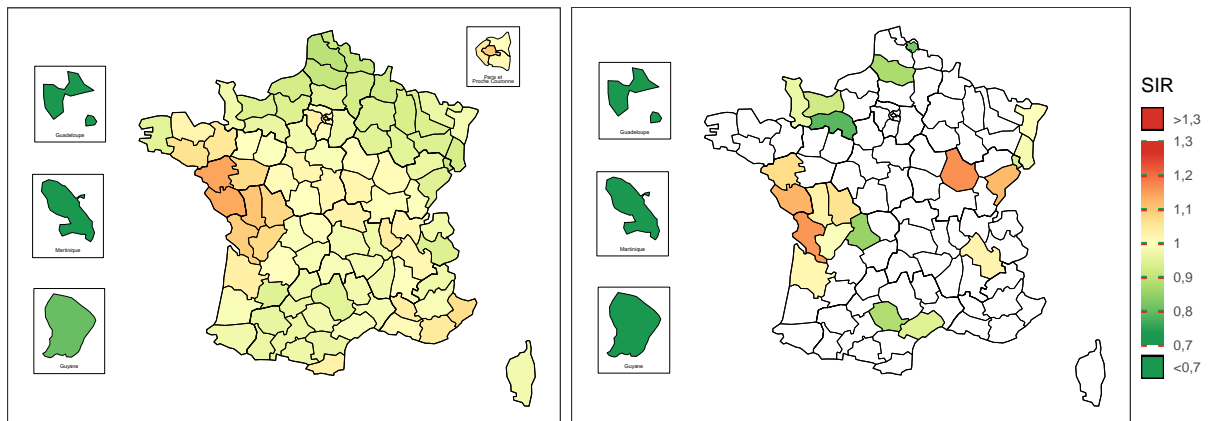 Paris et
Proche Couronne
Guadeloupe
Martinique
Guyane
Guadeloupe
Martinique
Guyane
SIR
>1,3
1,3
1,2
1,1
1
0,9
0,8
0,7
<0,7